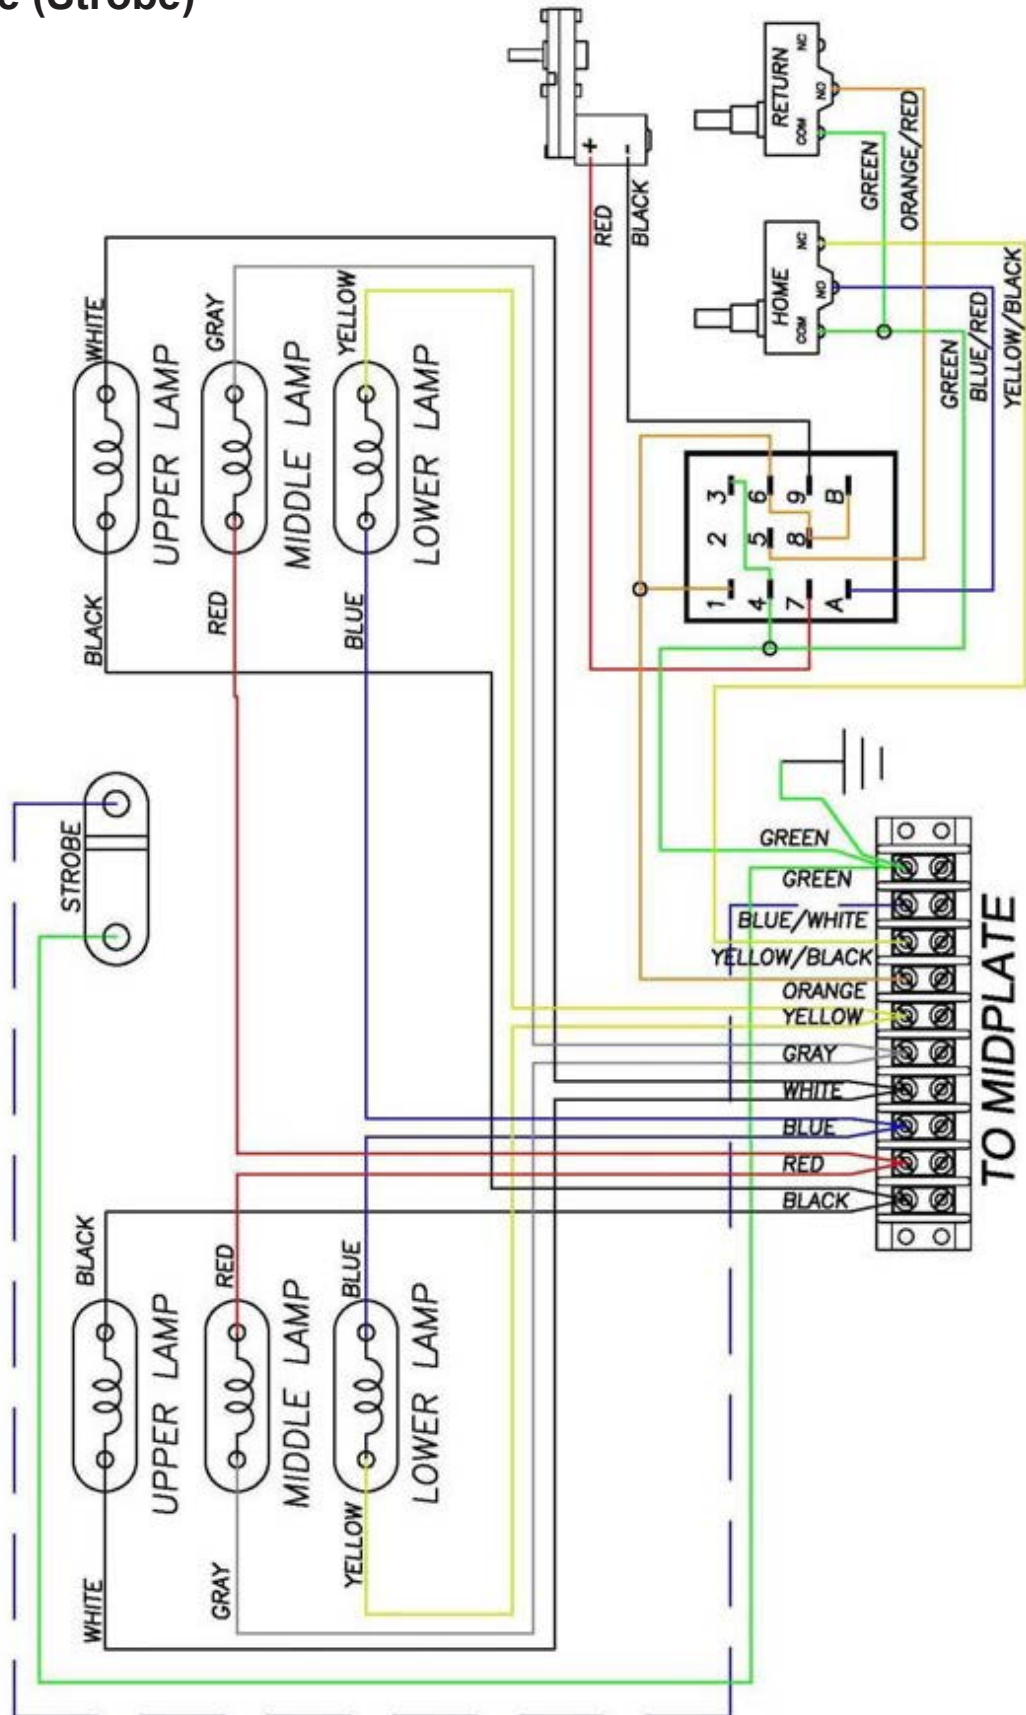 e (Strobe)
+
-
RED
BLACK
RETURN
NC
NO
COM
GREEN
ORANGE/RED
HOME
NC
NO
COM
GREEN
BLUE/RED
YELLOW/BLACK
WHITE
GRAY
YELLOW
UPPER LAMP
MIDDLE LAMP
LOWER LAMP
BLACK
RED
BLUE
3
6
9
B
2
5
8
1
4
7
A
STROBE
GREEN
GREEN
BLUE/WHITE
YELLOW/BLACK
ORANGE
YELLOW
GRAY
WHITE
BLUE
RED
BLACK
TO MIDPLATE
BLACK
RED
BLUE
UPPER LAMP
MIDDLE LAMP
LOWER LAMP
WHITE
GRAY
YELLOW